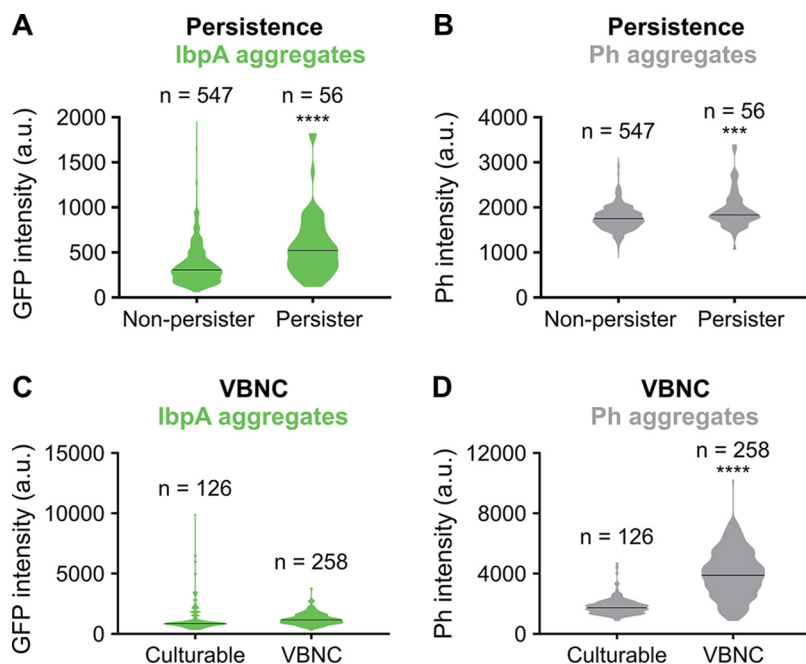 A
Persistence
IbpA aggregates
n = 547
n = 56
****
GFP intensity (a.u.)
2000
1500
1000
500
0
Non-persister
Persister
B
Persistence
Ph aggregates
n = 547
n = 56
***
Ph intensity (a.u.)
4000
3000
2000
1000
0
Non-persister
Persister
C
VBNC
IbpA aggregates
n = 126
n = 258
GFP intensity (a.u.)
15000
10000
5000
0
Culturable
VBNC
D
VBNC
Ph aggregates
n = 126
n = 258
****
Ph intensity (a.u.)
12000
8000
4000
0
Culturable
VBNC